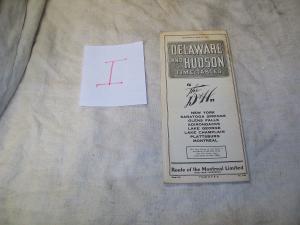 I
DELAWARE
AND HUDSON
TIME TABLES
"The
D&H"
NEW YORK
SARATOGA SPRINGS
GLENS FALLS
ADIRONDACKS
LAKE GEORGE
LAKE CHAMPLAIN
PLATTSBURG
MONTREAL
Route of the Montreal Limited